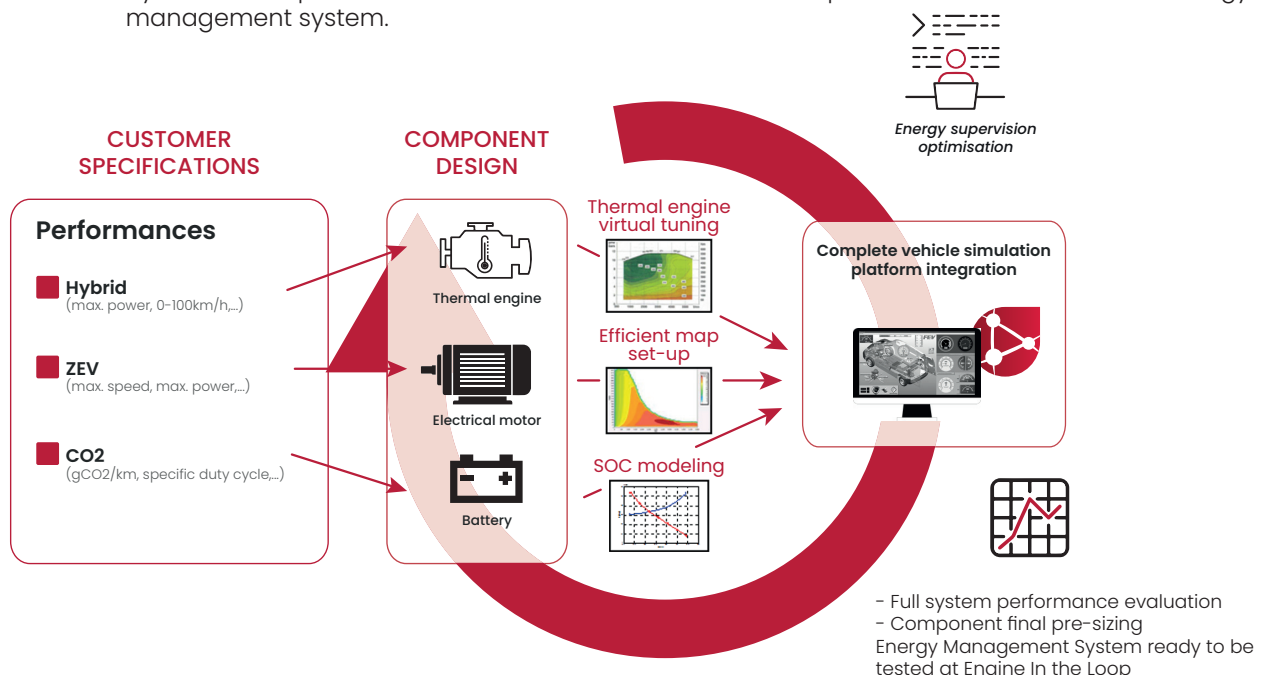 management system.
Energy supervision
optimisation
CUSTOMER
SPECIFICATIONS
Performances
Hybrid
(max. power, 0-100km/h,...)
ZEV
(max. speed, max. power,...)
CO2
(gCO2/km, specific duty cycle,...)
COMPONENT
DESIGN
Thermal engine
Electrical motor
Battery
Thermal engine
virtual tuning
Efficient map
set-up
SOC modeling
Complete vehicle simulation
platform integration
- Full system performance evaluation
- Component final pre-sizing
Energy Management System ready to be
tested at Engine In the Loop